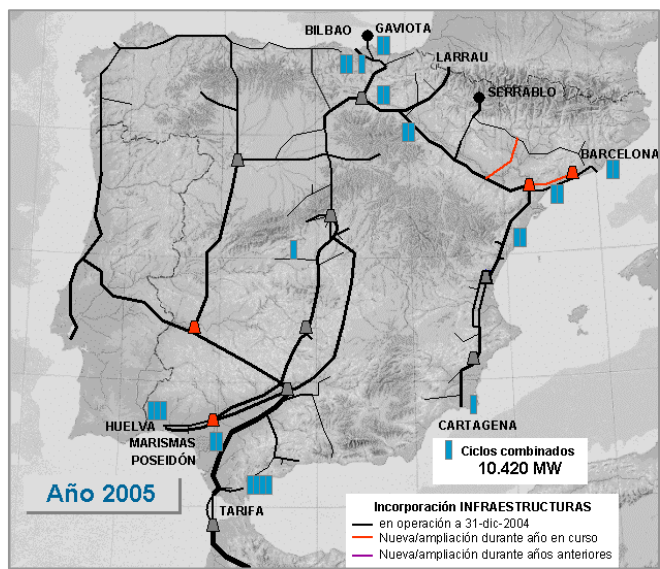 BILBAO
GAVIOTA
LARRAU
SERRABLO
BARCELONA
HUELVA
MARISMAS
POSEIDÓN
TARIFA
CARTAGENA
Ciclos combinados
10.420 MW
Año 2005
Incorporación INFRAESTRUCTURAS
en operación a 31-dic-2004
Nueva/ampliación durante año en curso
Nueva/ampliación durante años anteriores